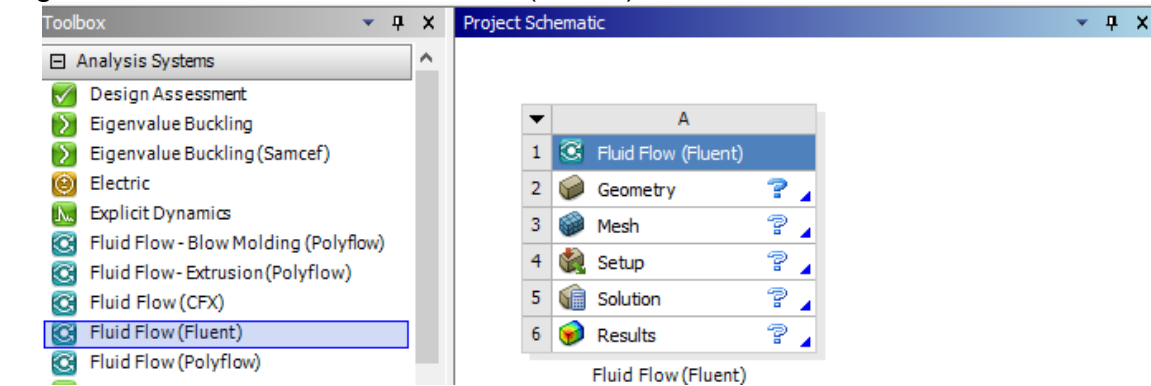 Toolbox
Analysis Systems
Design Assessment
Eigenvalue Buckling
Eigenvalue Buckling (Samcef)
Electric
Explicit Dynamics
Fluid Flow - Blow Molding (Polyflow)
Fluid Flow- Extrusion (Polyflow)
Fluid Flow (CFX)
Fluid Flow (Fluent)
Fluid Flow (Polyflow)
Project Schematic
A
1 Fluid Flow (Fluent)
2 Geometry ?
3 Mesh ?
4 Setup ?
5 Solution ?
6 Results ?
Fluid Flow (Fluent)